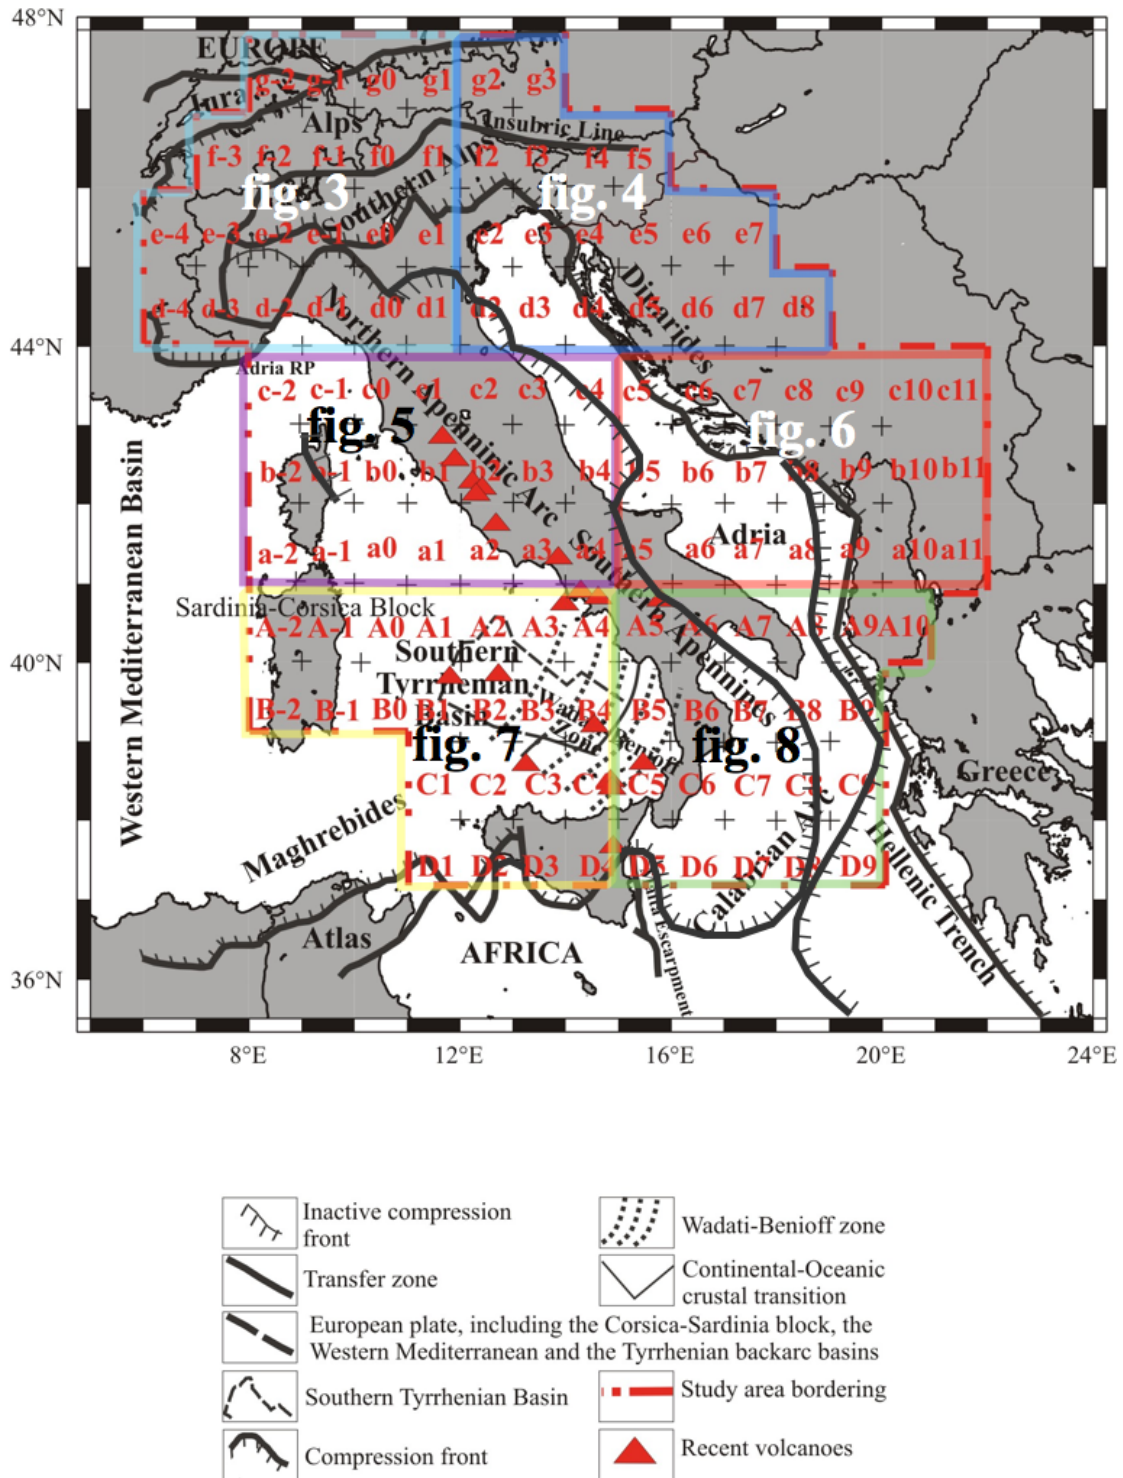 48°N
EUROPE
g-2 g-1 g0 g1 g2 g3
Jura
Alps
Insubric Line
f-3 f-2 f-1 f0 f1 f2 f3 f4 f5
fig. 3
Southern Alps
fig. 4
e-4 e-3 e-2 e-1 e0 e1 e2 e3 e4 e5 e6 e7
Dinarides
d-4 d-3 d-2 d-1 d0 d1 d2 d3 d4 d5 d6 d7 d8
44°N
Adria RP
Northern Apenninic Arc
c-2 c-1 c0 c1 c2 c3 c4 c5 c6 c7 c8 c9 c10 c11
fig. 5
fig. 6
b-2 b-1 b0 b1 b2 b3 b4 b5 b6 b7 b8 b9 b10 b11
Adria
a-2 a-1 a0 a1 a2 a3 a4 a5 a6 a7 a8 a9 a10 a11
Southern Apennines
Western Mediterranean Basin
Sardinia-Corsica Block
A-2 A-1 A0 A1 A2 A3 A4 A5 A6 A7 A8 A9 A10
40°N
Southern
Tyrrhenian
Basin
B-2 B-1 B0 B1 B2 B3 B4 B5 B6 B7 B8 B9
Wadati Benioff
Zone
fig. 7
fig. 8
Greece
C1 C2 C3 C4 C5 C6 C7 C8 C9
Maghrebides
Calabrian Arc
Hellenic Trench
D1 D2 D3 D4 D5 D6 D7 D8 D9
Atlas
AFRICA
Escarpment
36°N
8°E 12°E 16°E 20°E 24°E
Inactive compression
front
Transfer zone
European plate, including the Corsica-Sardinia block, the
Western Mediterranean and the Tyrrhenian backarc basins
Southern Tyrrhenian Basin
Compression front
Wadati-Benioff zone
Continental-Oceanic
crustal transition
Study area bordering
Recent volcanoes